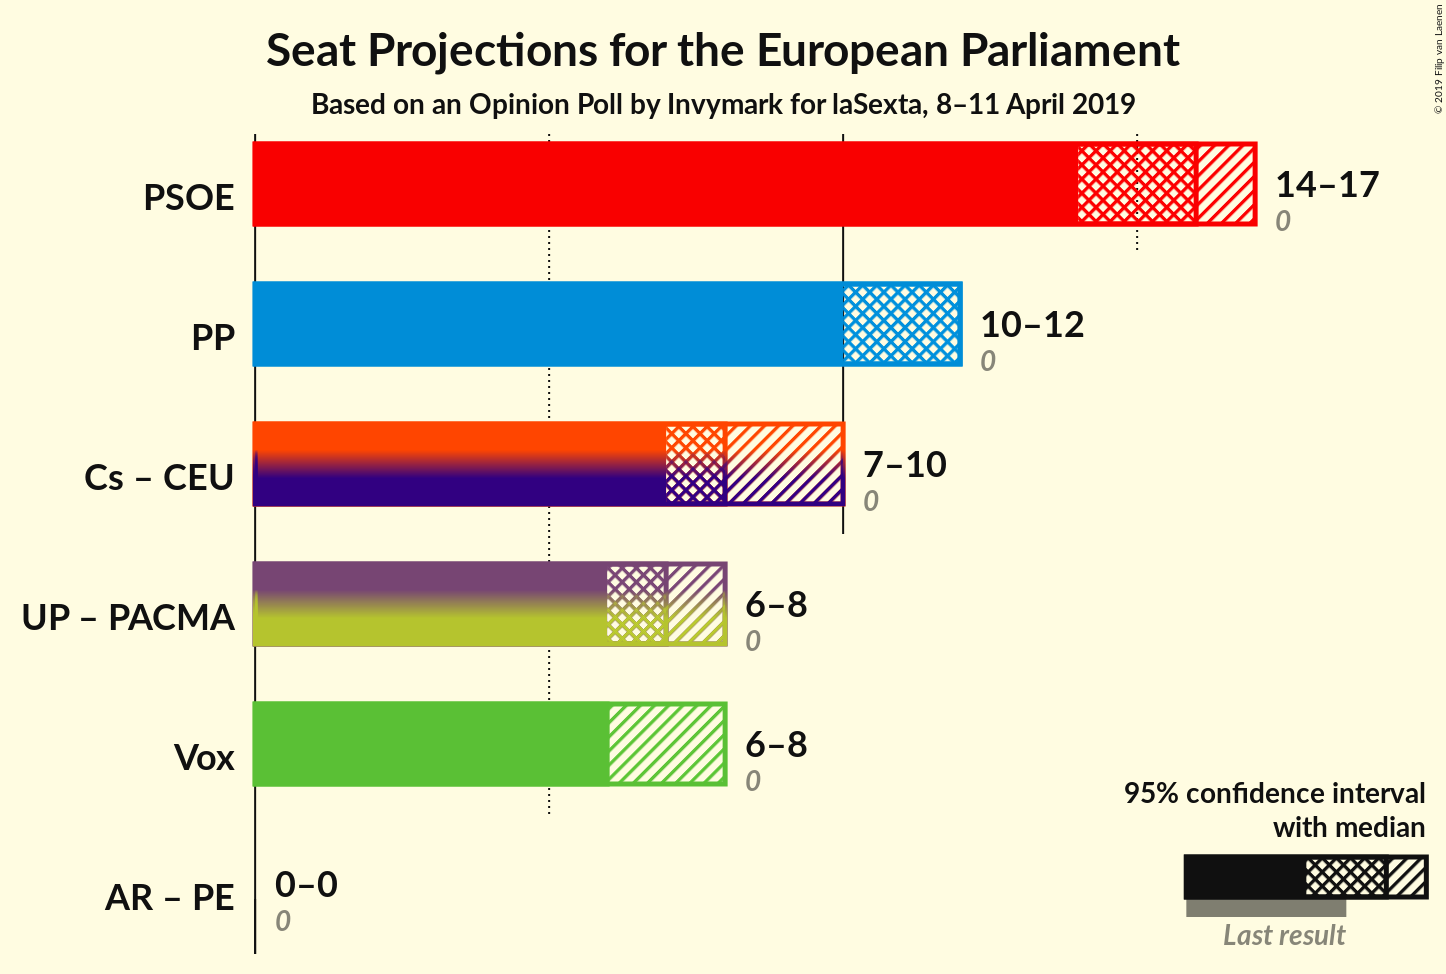 Seat Projections for the European Parliament
Based on an Opinion Poll by Invymark for laSexta, 8–11 April 2019
© 2019 Filip van Laenen
PSOE
14–17
0
PP
10–12
0
Cs – CEU
7–10
0
UP – PACMA
6–8
0
Vox
6–8
0
AR – PE
0–0
0
95% confidence interval
with median
Last result